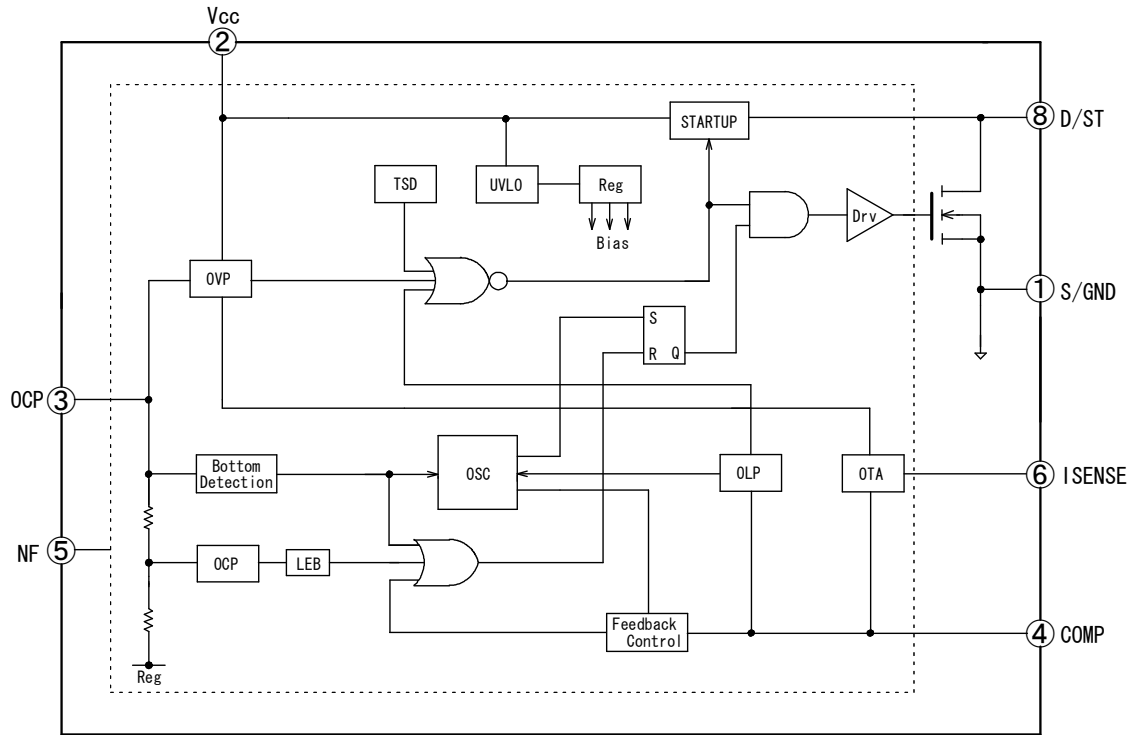 Vcc
②
STARTUP
⑧ D/ST
TSD
UVLO
Reg
Bias
Drv
OVP
① S/GND
S
R Q
OCP ③
Bottom
Detection
OSC
OLP
OTA
⑥ ISENSE
NF ⑤
OCP
LEB
Feedback
Control
④ COMP
Reg